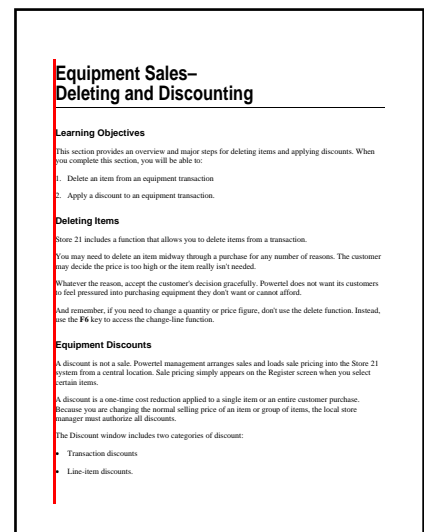 Equipment Sales–
Deleting and Discounting
Learning Objectives
This section provides an overview and major steps for deleting items and applying discounts. When
you complete this section, you will be able to:
1. Delete an item from an equipment transaction
2. Apply a discount to an equipment transaction.
Deleting Items
Store 21 includes a function that allows you to delete items from a transaction.
You may need to delete an item midway through a purchase for any number of reasons. The customer
may decide the price is too high or the item really isn't needed.
Whatever the reason, accept the customer's decision gracefully. Powertel does not want its customers
to feel pressured into purchasing equipment they don't want or cannot afford.
And remember, if you need to change a quantity or price figure, don't use the delete function. Instead,
use the F6 key to access the change-line function.
Equipment Discounts
A discount is not a sale. Powertel management arranges sales and loads sale pricing into the Store 21
system from a central location. Sale pricing simply appears on the Register screen when you select
certain items.
A discount is a one-time cost reduction applied to a single item or an entire customer purchase.
Because you are changing the normal selling price of an item or group of items, the local store
manager must authorize all discounts.
The Discount window includes two categories of discount:
• Transaction discounts
• Line-item discounts.